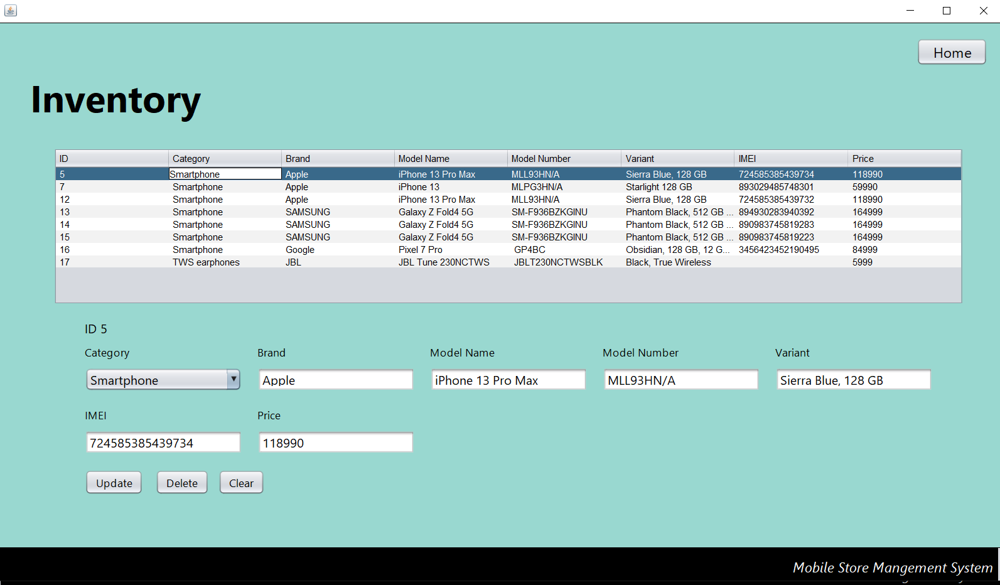 Home
Inventory
ID Category Brand Model Name Model Number Variant IMEI Price
5 Smartphone Apple iPhone 13 Pro Max MLL93HN/A Sierra Blue, 128 GB 724585385439734 118990
7 Smartphone Apple iPhone 13 MLPG3HN/A Starlight 128 GB 893029485748301 59990
12 Smartphone Apple iPhone 13 Pro Max MLL93HN/A Sierra Blue, 128 GB 724585385439732 118990
13 Smartphone SAMSUNG Galaxy Z Fold4 5G SM-F936BZKGINU Phantom Black, 512 GB ... 894930283940392 164999
14 Smartphone SAMSUNG Galaxy Z Fold4 5G SM-F936BZKGINU Phantom Black, 512 GB ... 890983745819283 164999
15 Smartphone SAMSUNG Galaxy Z Fold4 5G SM-F936BZKGINU Phantom Black, 512 GB ... 890983745819223 164999
16 Smartphone Google Pixel 7 Pro GP4BC Obsidian, 128 GB, 12 G... 3456423452190495 84999
17 TWS earphones JBL JBL Tune 230NCTWS JBLT230NCTWSBLK Black, True Wireless 5999
ID 5
Category Brand Model Name Model Number Variant
Smartphone Apple iPhone 13 Pro Max MLL93HN/A Sierra Blue, 128 GB
IMEI Price
724585385439734 118990
Update Delete Clear
Mobile Store Mangement System